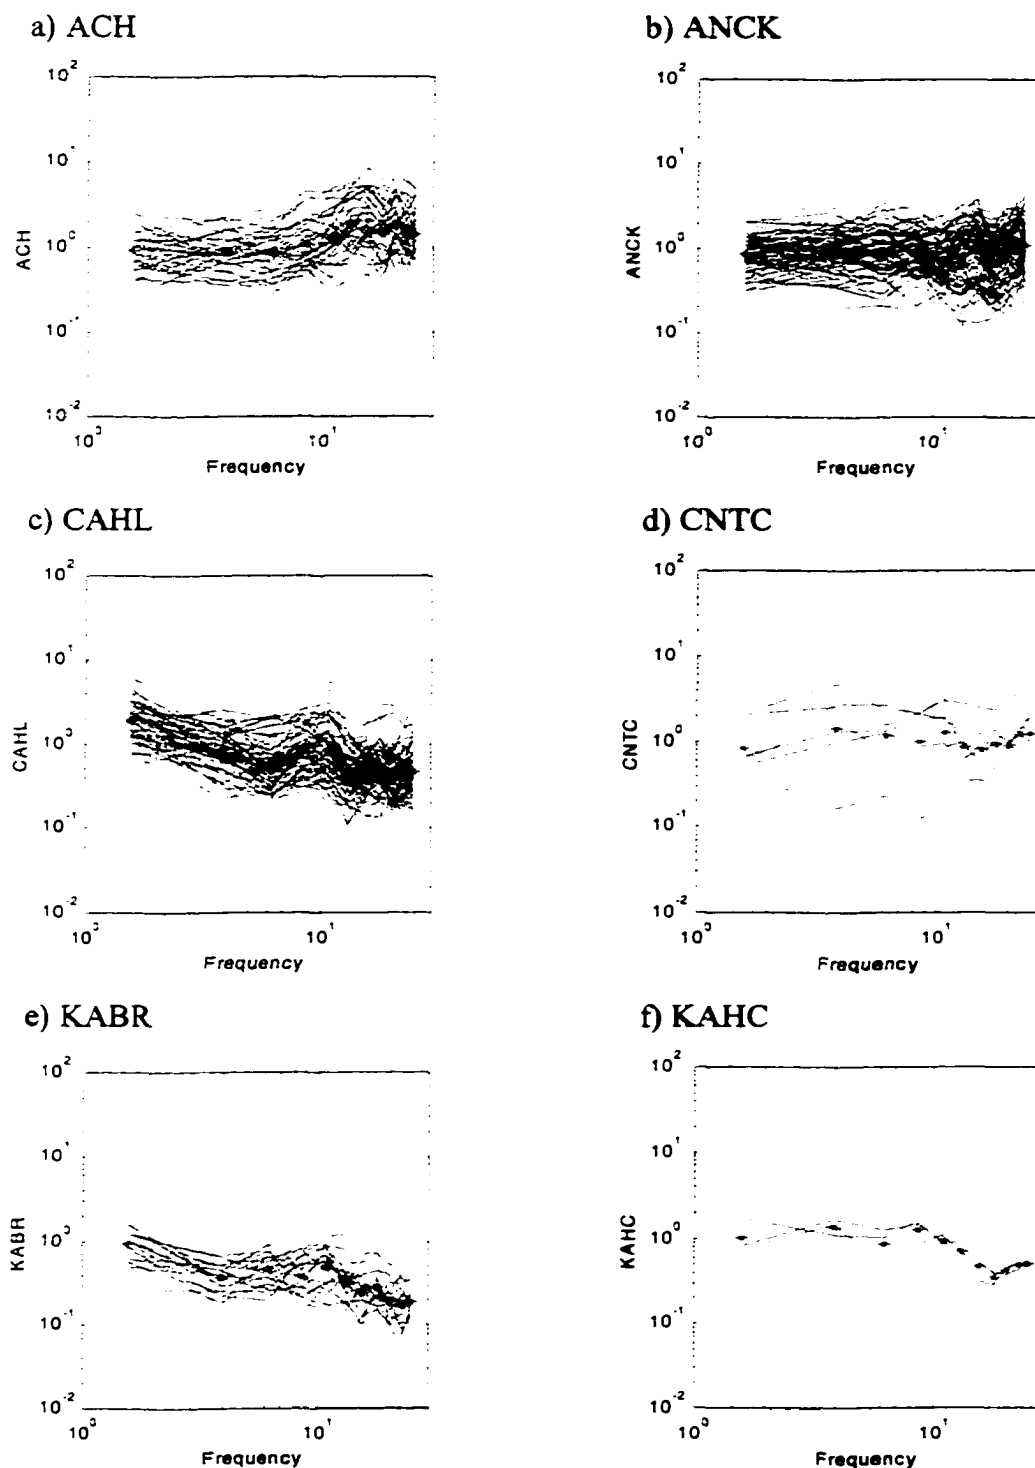 a) ACH
b) ANCK
10²
10¹
10⁰
10⁻¹
10⁻²
ACH
10⁰
10¹
Frequency
10²
10¹
10⁰
10⁻¹
10⁻²
ANCK
10⁰
10¹
Frequency
c) CAHL
d) CNTC
10²
10¹
10⁰
10⁻¹
10⁻²
CAHL
10⁰
10¹
Frequency
10²
10¹
10⁰
10⁻¹
10⁻²
CNTC
10⁰
10¹
Frequency
e) KABR
f) KAHC
10²
10¹
10⁰
10⁻¹
10⁻²
KABR
10⁰
10¹
Frequency
10²
10¹
10⁰
10⁻¹
10⁻²
KAHC
10⁰
10¹
Frequency